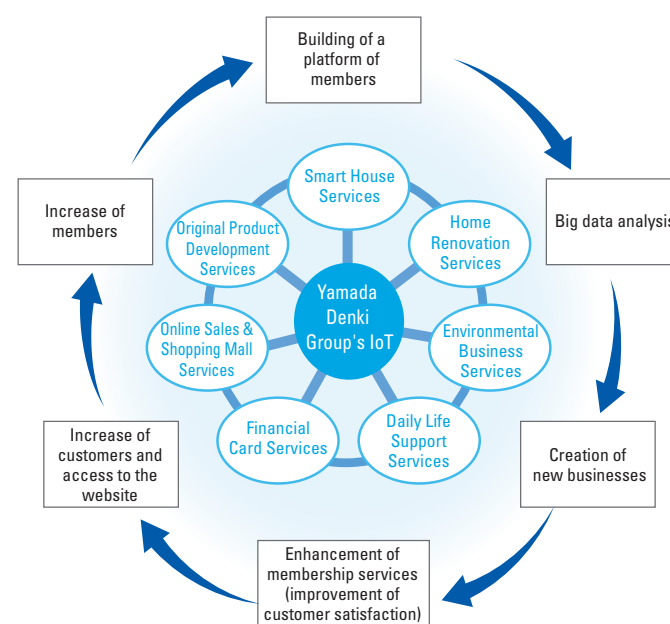 Building of a
platform of
members
Big data analysis
Creation of
new businesses
Enhancement of
membership services
(improvement of
customer satisfaction)
Increase of
customers and
access to the
website
Increase of
members
Smart House
Services
Home
Renovation
Services
Environmental
Business
Services
Daily Life
Support
Services
Financial
Card Services
Online Sales &
Shopping Mall
Services
Original Product
Development
Services
Yamada
Denki
Group's IoT